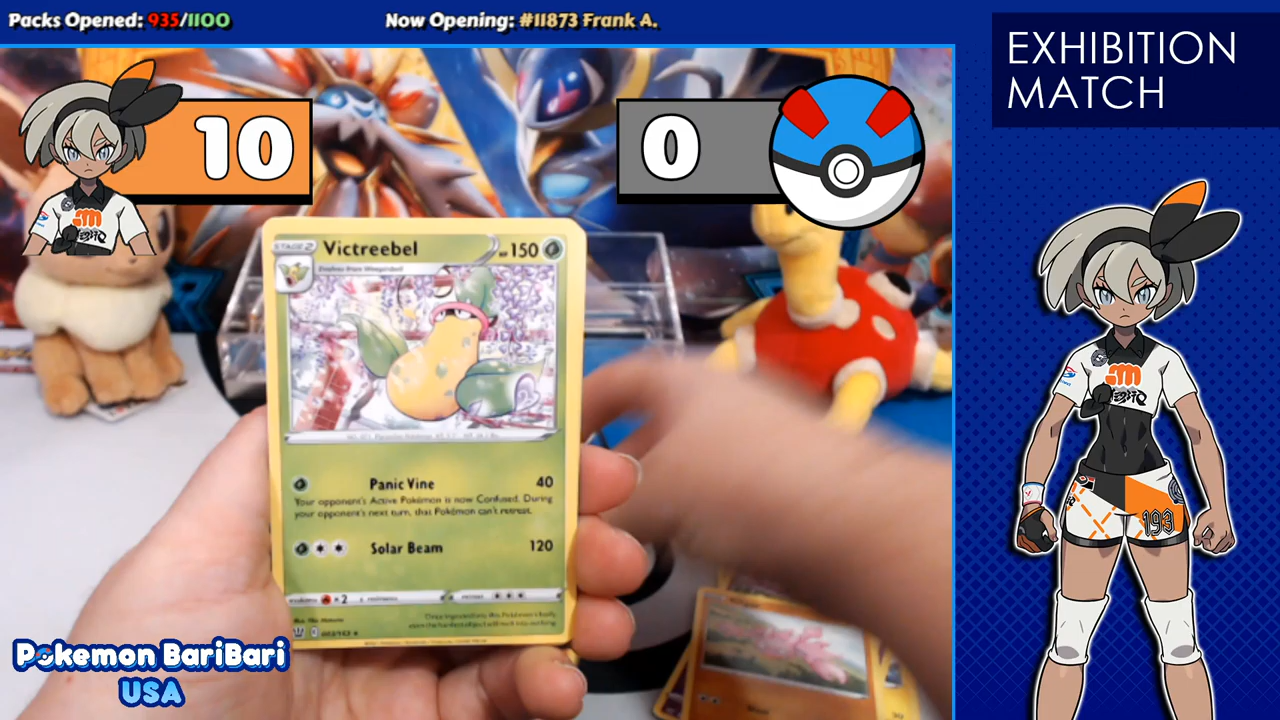 Packs Opened: 935/1100
Now Opening: #11873 Frank A.
EXHIBITION
MATCH
10
0
STAGE 2
Victreebel
HP 150
Panic Vine 40
Your opponent's Active Pokémon is now Confused. During
your opponent's next turn, that Pokémon can't retreat.
Solar Beam 120
193
Pokemon BariBari
USA